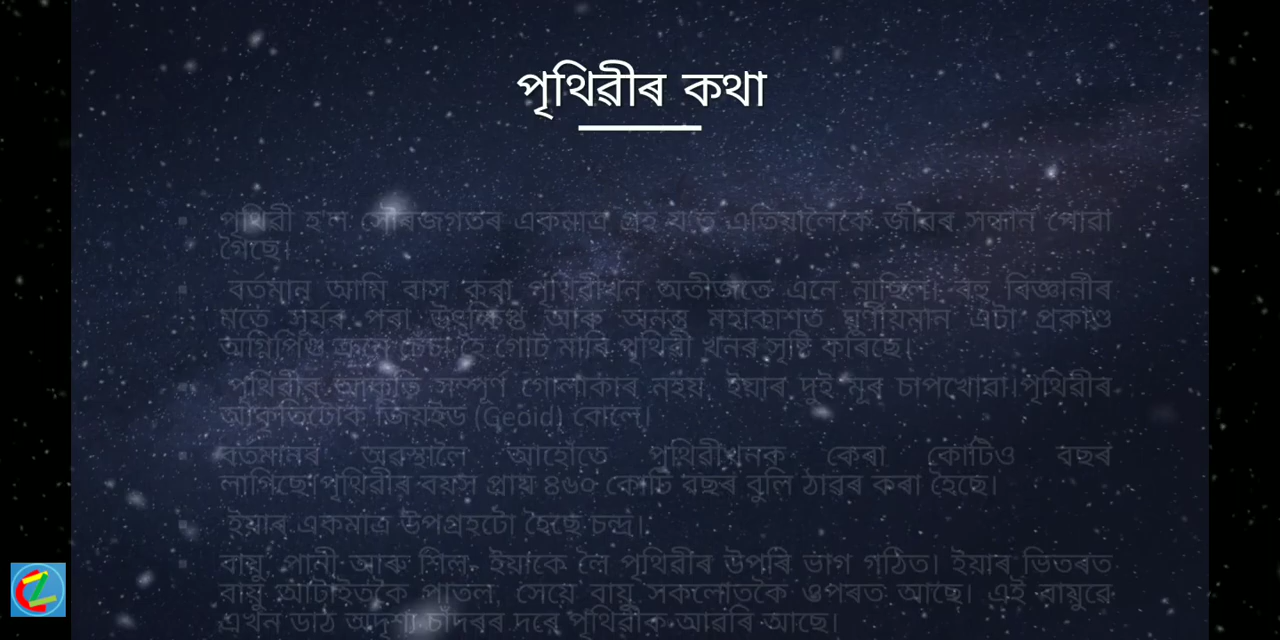 পৃথিৱীৰ কথা
পৃথিৱী হ'ল সৌৰজগতৰ একমাত্ৰ গ্ৰহ য'ত এতিয়ালৈকে জীৱৰ সন্ধান পোৱা
গৈছে।
বৰ্তমান আমি বাস কৰা পৃথিৱীখন অতীজতে এনে নাছিল। বহু বিজ্ঞানীৰ
মতে সূৰ্যৰ পৰা উৎক্ষিপ্ত আৰু অনন্ত মহাকাশত ঘূৰ্ণীয়মান এটা প্ৰকাণ্ড
অগ্নিপিণ্ড ক্ৰমে চেঁচা হৈ গোট মাৰি পৃথিৱী খনৰ সৃষ্টি কৰিছে।
পৃথিৱীৰ আকৃতি সম্পূৰ্ণ গোলাকাৰ নহয় ইয়াৰ দুই মূৰ চাপখোৱা।পৃথিৱীৰ
আকৃতিটোক জিয়ইড (Geoid) বোলে।
বৰ্তমানৰ অৱস্থালৈ আহোঁতে পৃথিৱীখনক কেবা কোটিও বছৰ
লাগিছে।পৃথিৱীৰ বয়স প্ৰায় ৪৬০ কোটি বছৰ বুলি ঠাৱৰ কৰা হৈছে।
ইয়াৰ একমাত্ৰ উপগ্ৰহটো হৈছে চন্দ্ৰ।
বায়ু, পানী আৰু শিলা, ইয়াকে লৈ পৃথিৱীৰ উপৰি ভাগ গঠিত। ইয়াৰ ভিতৰত
বায়ু আটাইতকৈ পাতল, সেয়ে বায়ু সকলোতকৈ ওপৰত আছে। এই বায়ুৱে
এখন ডাঠ অদৃশ্য চাদৰৰ দৰে পৃথিৱীক আৱৰি আছে।